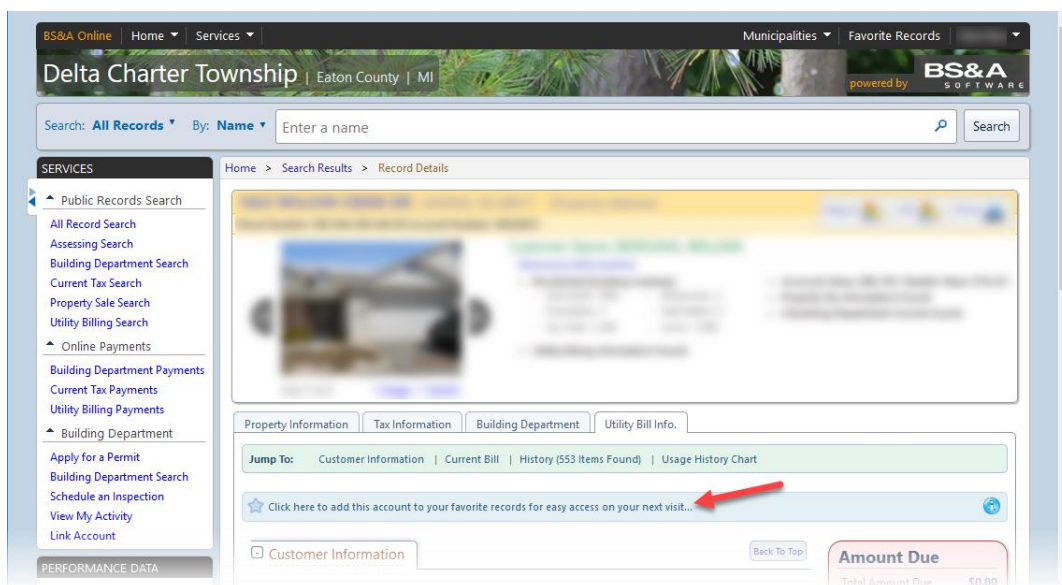 BS&A Online Home Services Municipalities Favorite Records
Delta Charter Township | Eaton County | MI
powered by BS&A SOFTWARE
Search: All Records By: Name Enter a name Search
SERVICES
Home > Search Results > Record Details
Public Records Search
All Record Search
Assessing Search
Building Department Search
Current Tax Search
Property Sale Search
Utility Billing Search
Online Payments
Building Department Payments
Current Tax Payments
Utility Billing Payments
Building Department
Apply for a Permit
Building Department Search
Schedule an Inspection
View My Activity
Link Account
PERFORMANCE DATA
Property Information Tax Information Building Department Utility Bill Info.
Jump To: Customer Information | Current Bill | History (553 Items Found) | Usage History Chart
Click here to add this account to your favorite records for easy access on your next visit...
Customer Information Back To Top
Amount Due
Total Amount Due $0.00